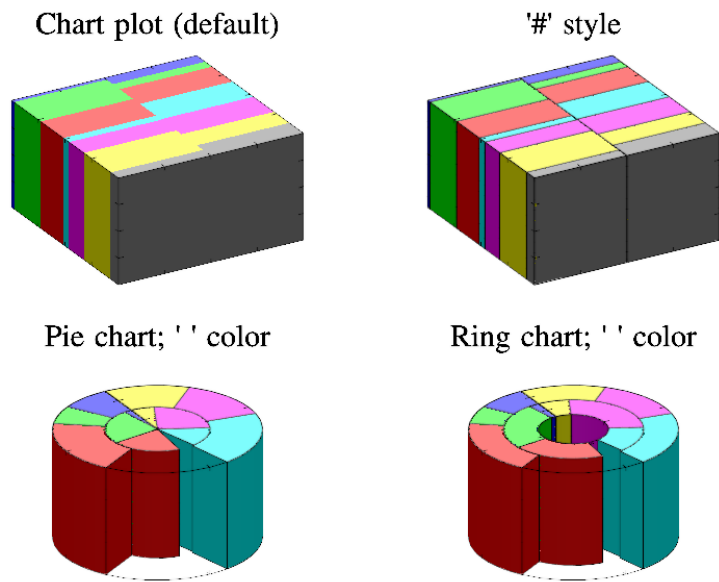 Chart plot (default)
'#' style
Pie chart; ' ' color
Ring chart; ' ' color